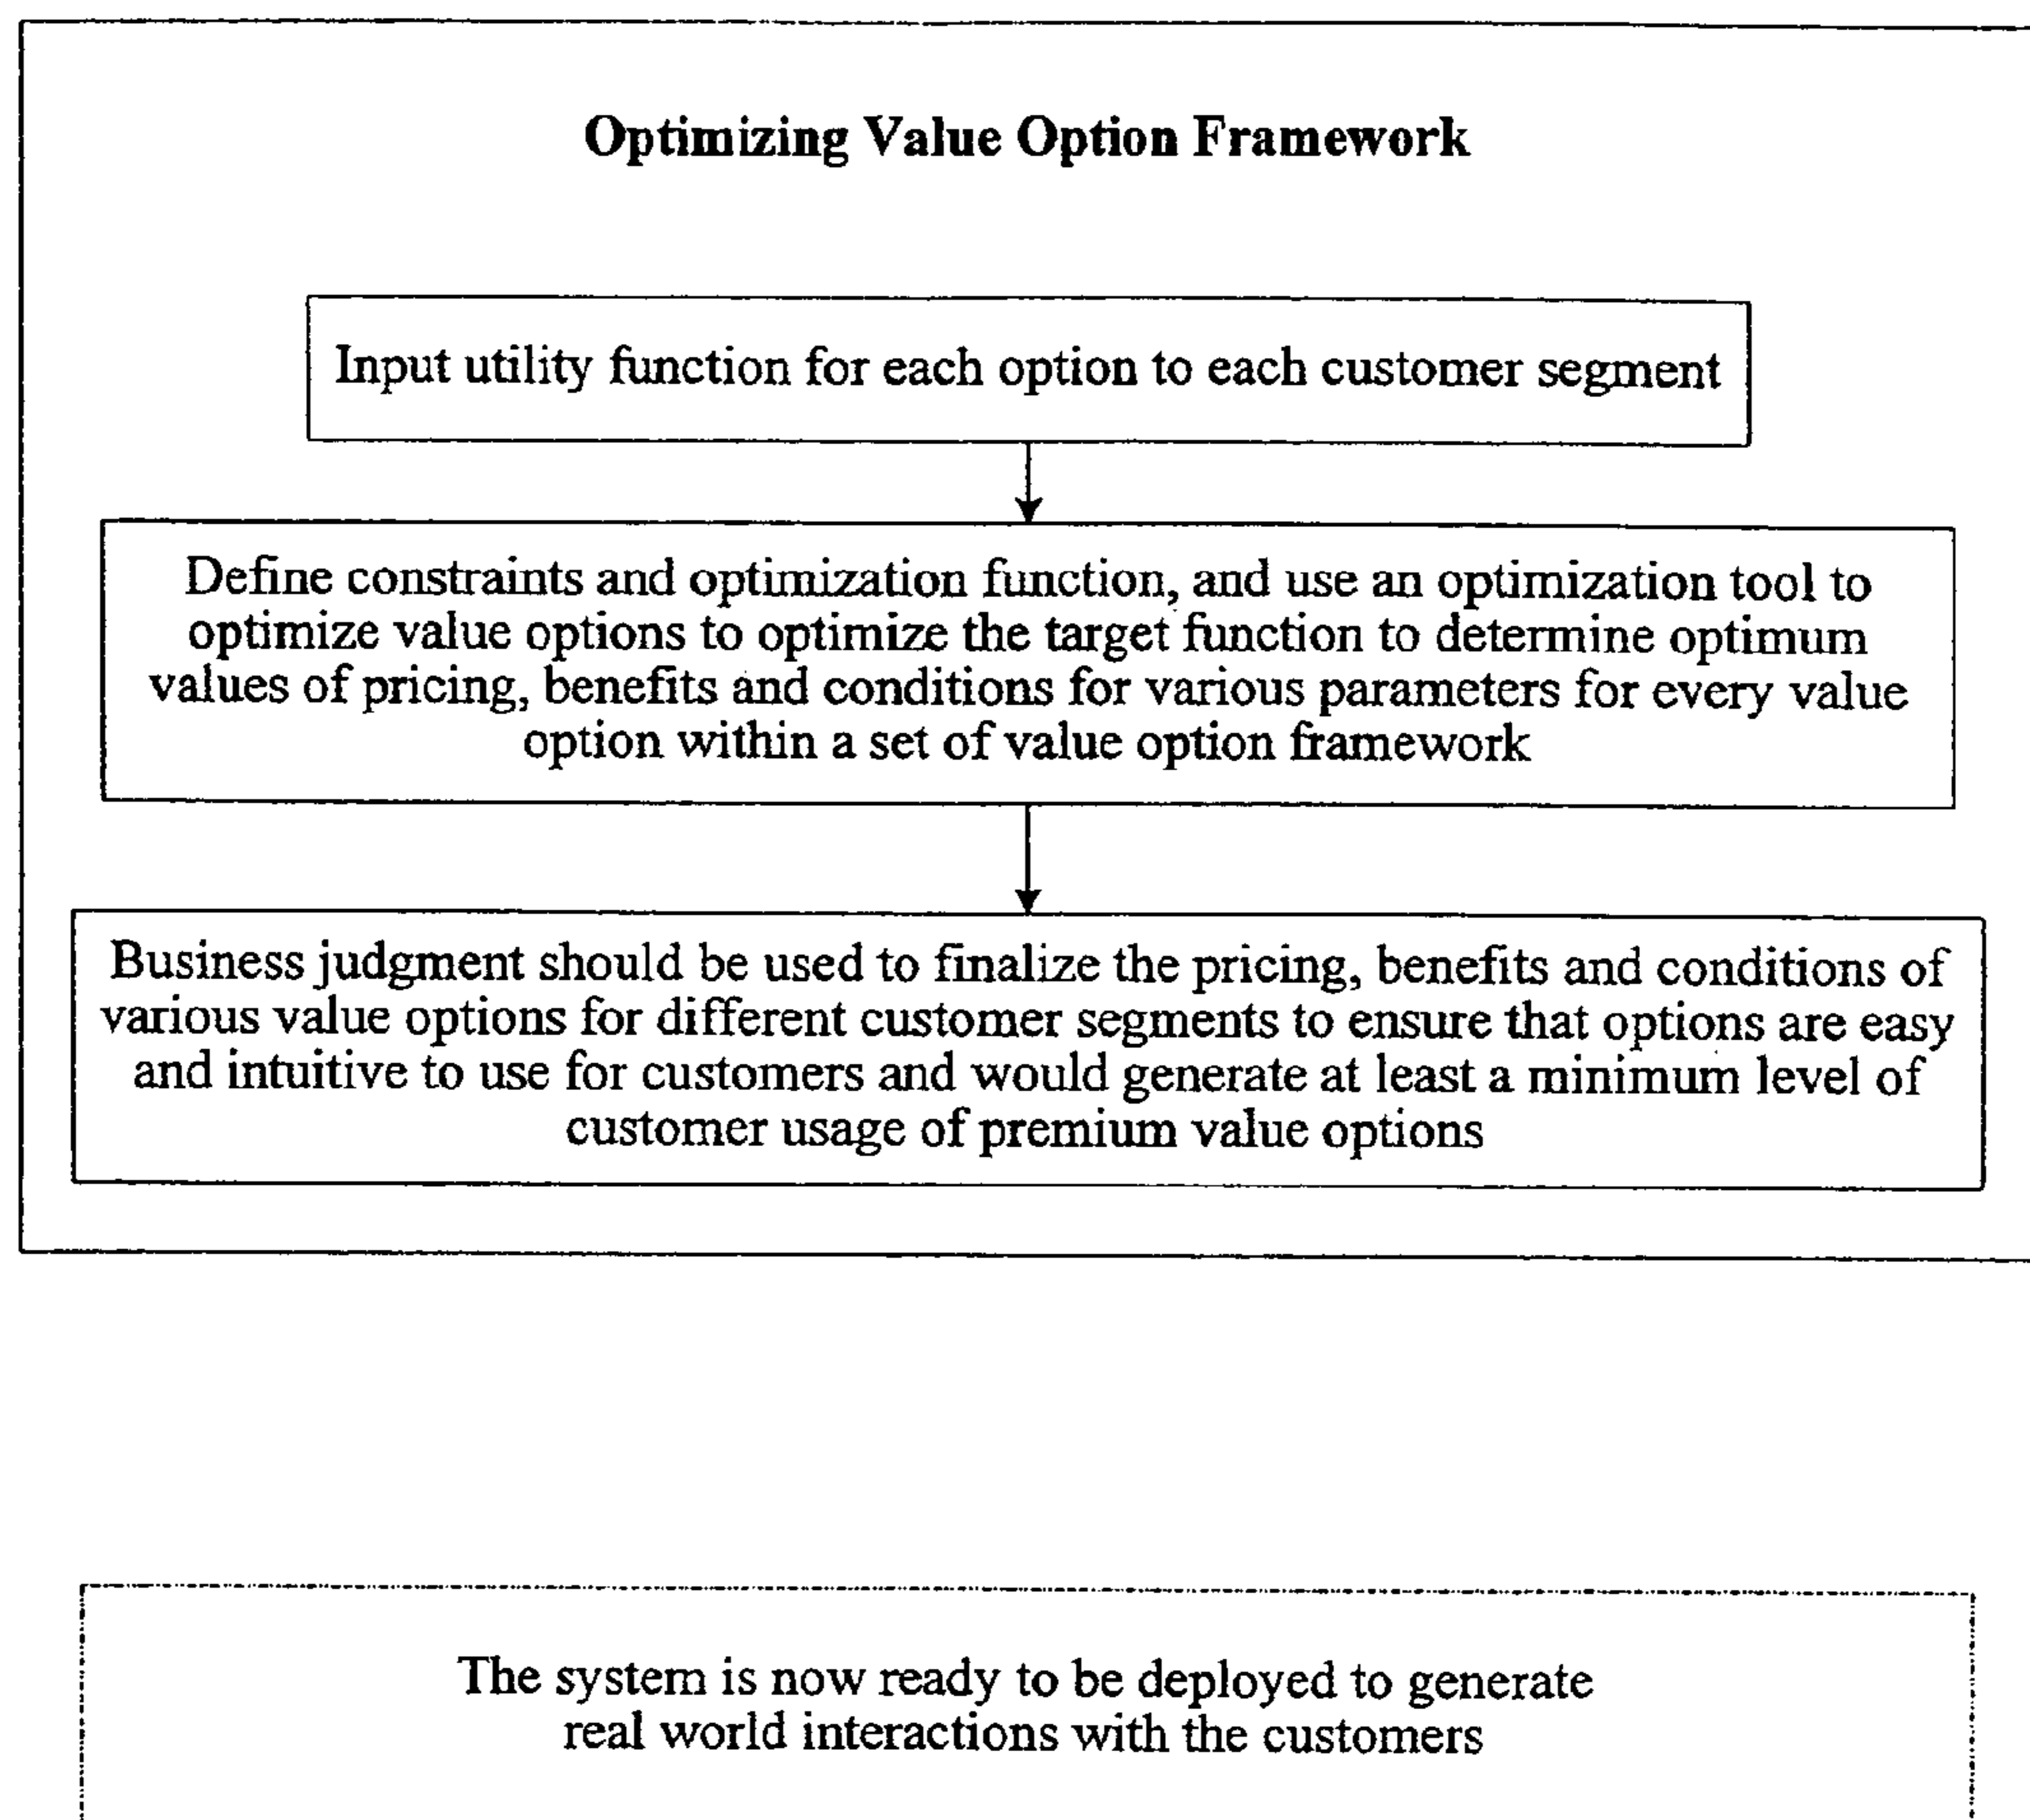 Optimizing Value Option Framework
Input utility function for each option to each customer segment
Define constraints and optimization function, and use an optimization tool to
optimize value options to optimize the target function to determine optimum
values of pricing, benefits and conditions for various parameters for every value
option within a set of value option framework
Business judgment should be used to finalize the pricing, benefits and conditions of
various value options for different customer segments to ensure that options are easy
and intuitive to use for customers and would generate at least a minimum level of
customer usage of premium value options
The system is now ready to be deployed to generate
real world interactions with the customers